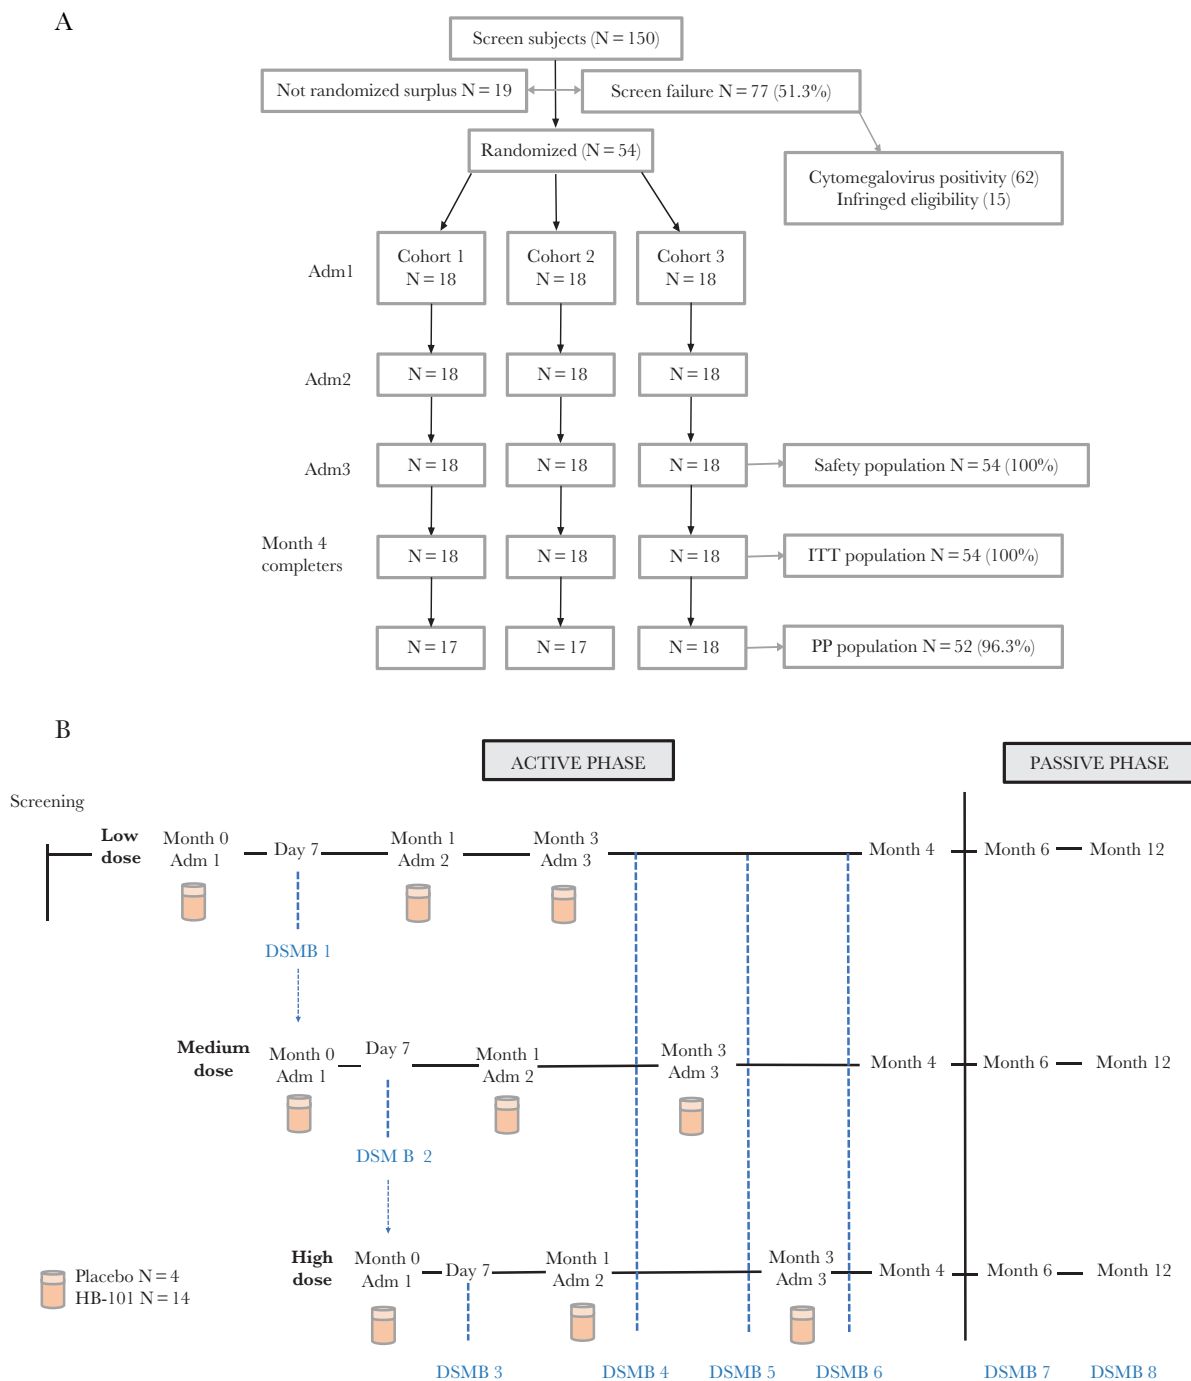 A
Screen subjects (N = 150)
Not randomized surplus N = 19
Screen failure N = 77 (51.3%)
Randomized (N = 54)
Cytomegalovirus positivity (62)
Infringed eligibility (15)
Adm1
Cohort 1
N = 18
Cohort 2
N = 18
Cohort 3
N = 18
Adm2
N = 18
N = 18
N = 18
Adm3
N = 18
N = 18
N = 18
Safety population N = 54 (100%)
Month 4
completers
N = 18
N = 18
N = 18
ITT population N = 54 (100%)
N = 17
N = 17
N = 18
PP population N = 52 (96.3%)
B
ACTIVE PHASE
PASSIVE PHASE
Screening
Low
dose
Month 0
Adm 1
Day 7
Month 1
Adm 2
Month 3
Adm 3
Month 4
Month 6
Month 12
DSMB 1
Medium
dose
Month 0
Adm 1
Day 7
Month 1
Adm 2
Month 3
Adm 3
Month 4
Month 6
Month 12
DSM B 2
High
dose
Month 0
Adm 1
Day 7
Month 1
Adm 2
Month 3
Adm 3
Month 4
Month 6
Month 12
Placebo N = 4
HB-101 N = 14
DSMB 3
DSMB 4
DSMB 5
DSMB 6
DSMB 7
DSMB 8